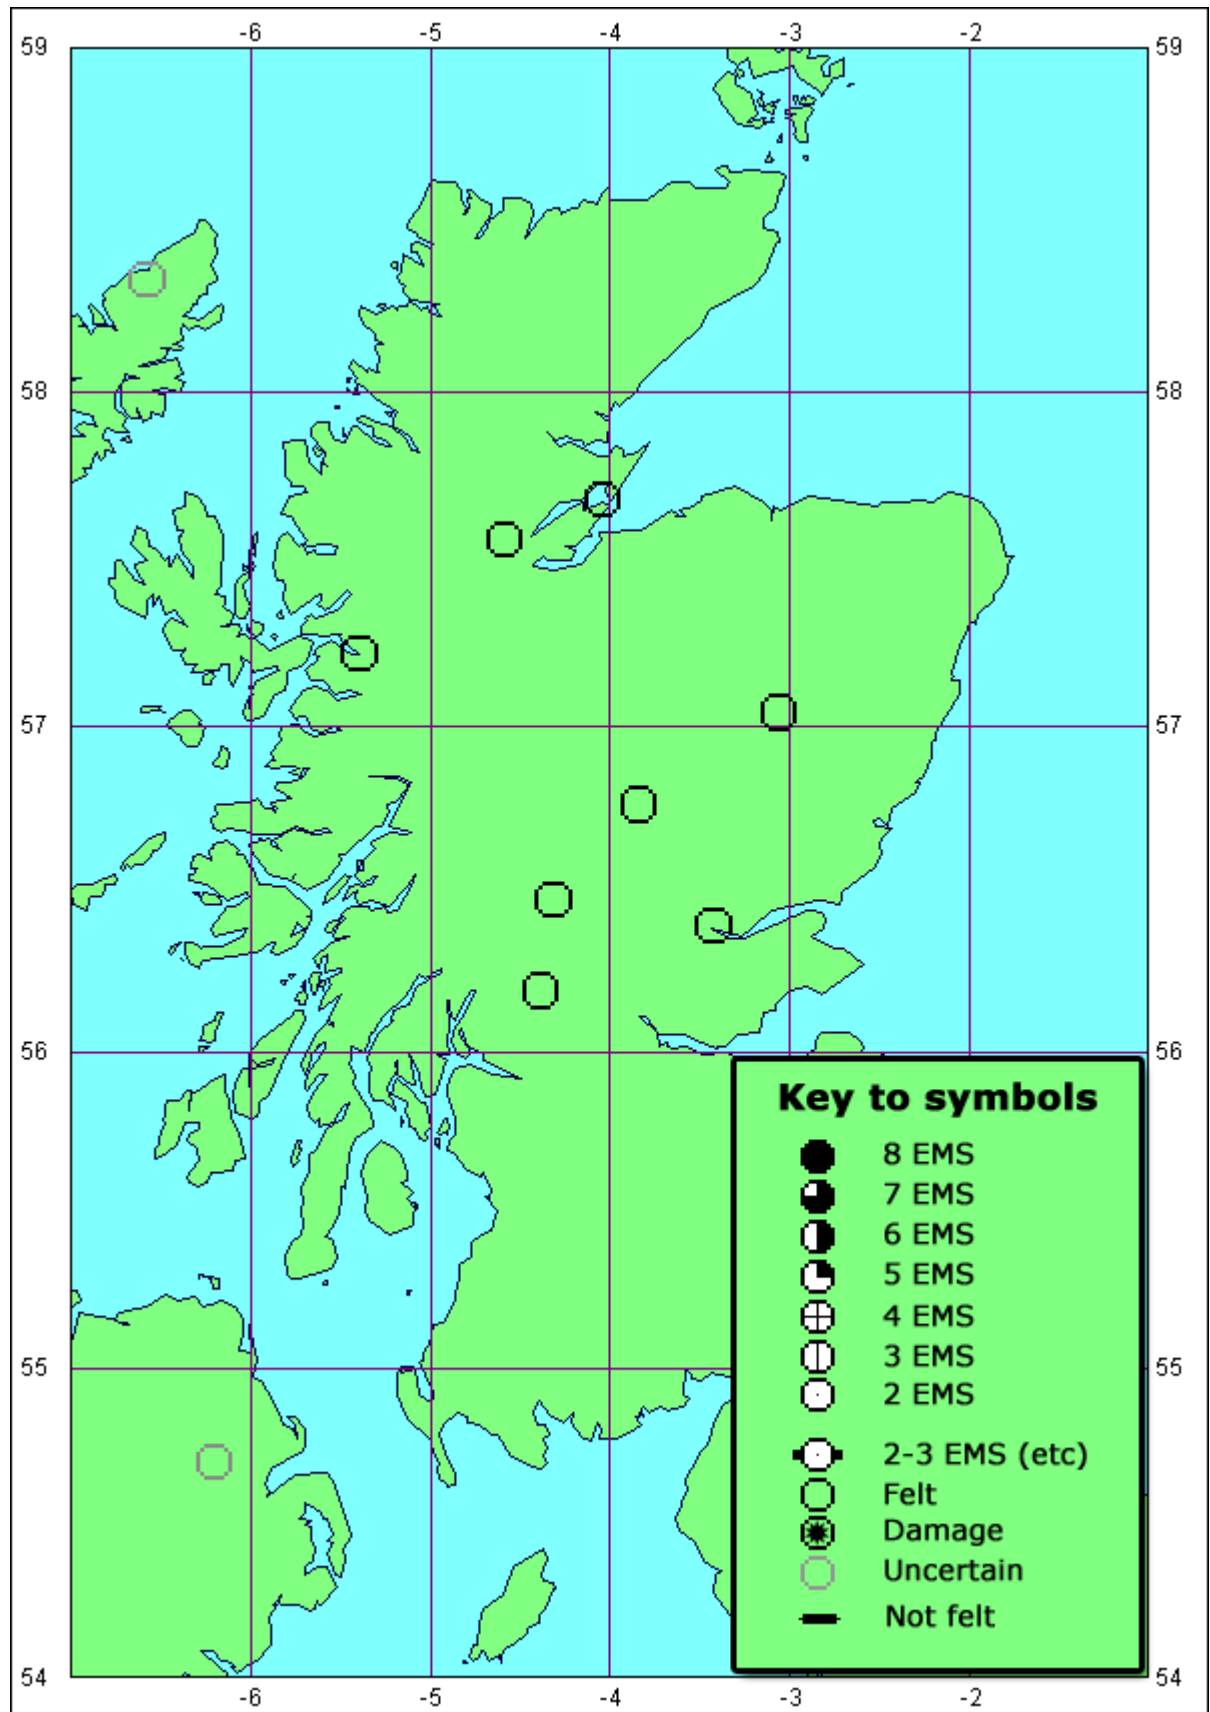 -6 -5 -4 -3 -2
59 59
58 58
57 57
56 56
Key to symbols
8 EMS
7 EMS
6 EMS
5 EMS
4 EMS
3 EMS
55 55
2 EMS
2-3 EMS (etc)
Felt
Damage
Uncertain
Not felt
54 54
-6 -5 -4 -3 -2